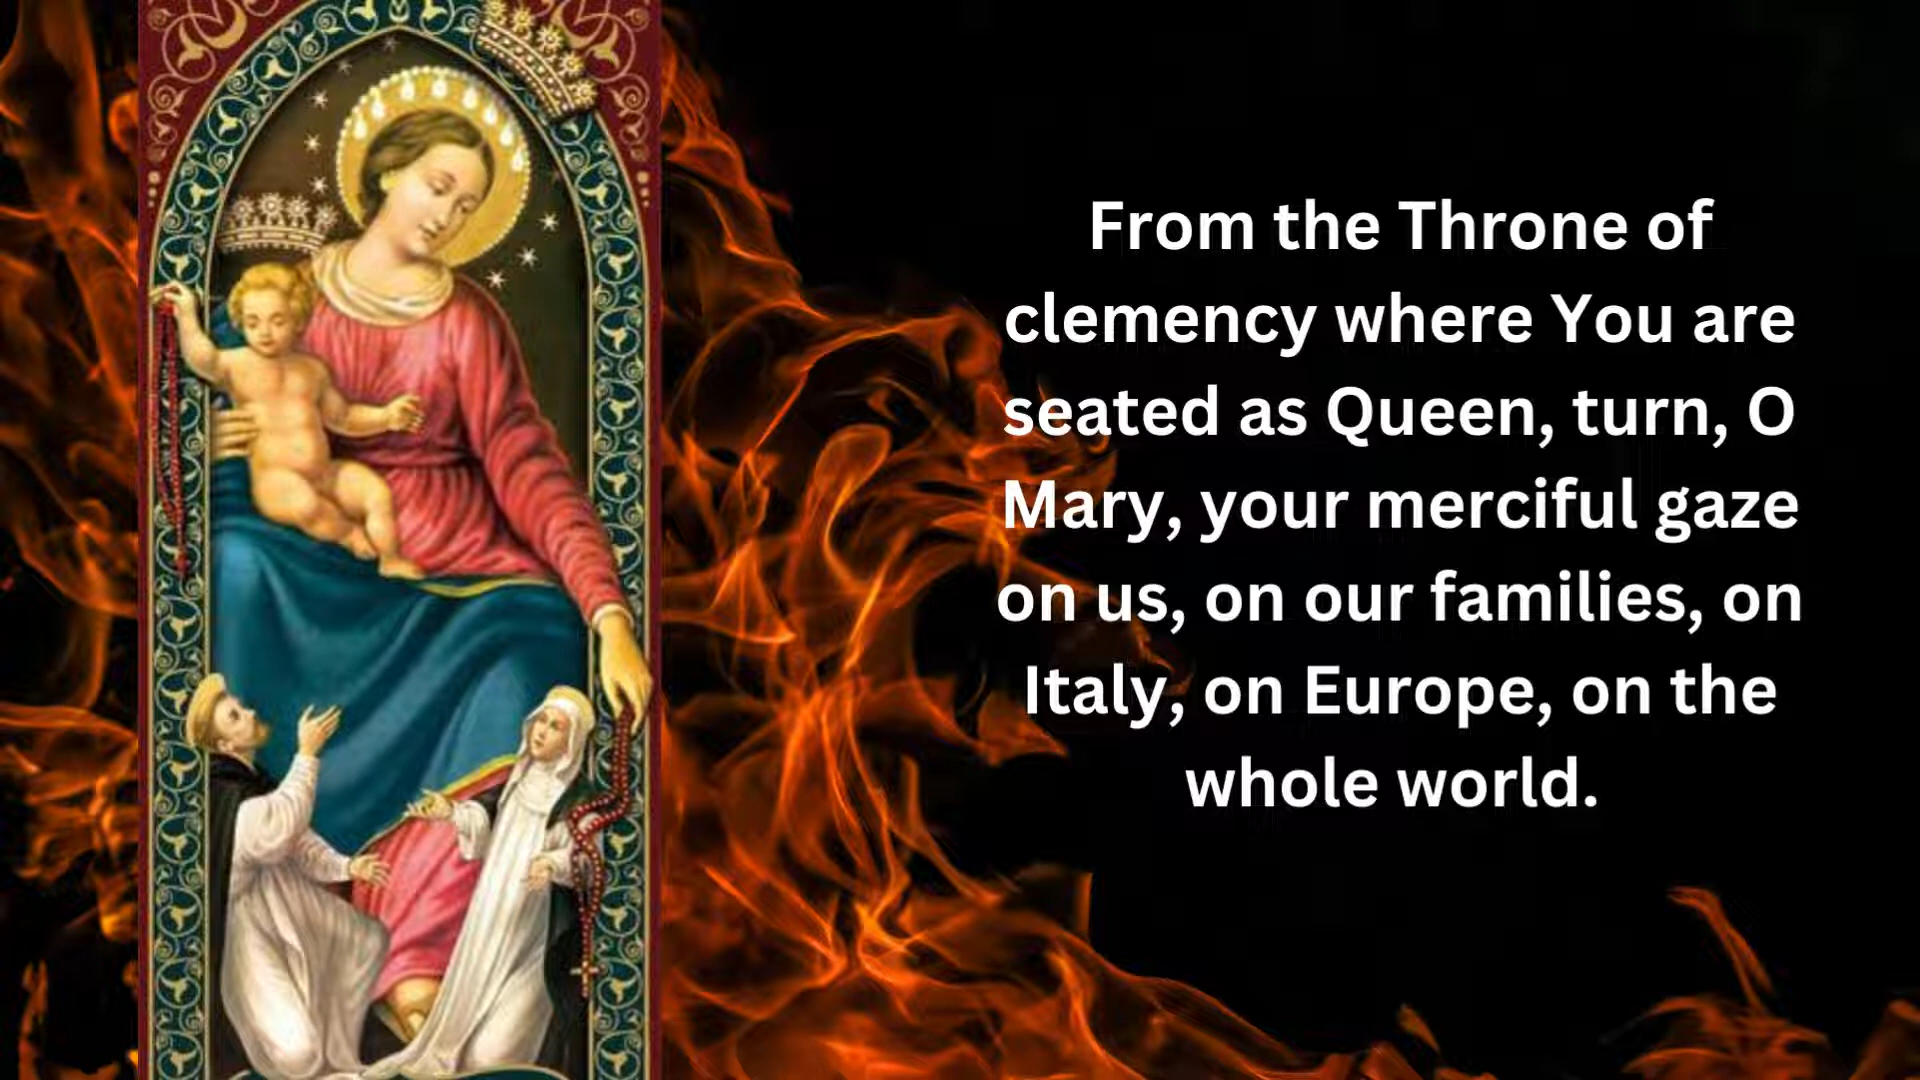 From the Throne of
clemency where You are
seated as Queen, turn, O
Mary, your merciful gaze
on us, on our families, on
Italy, on Europe, on the
whole world.